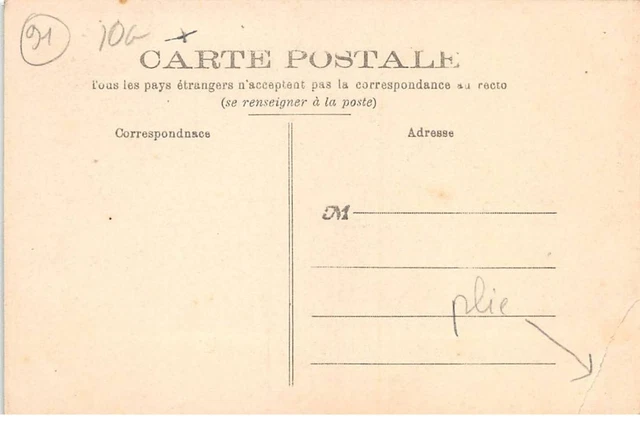 91 10€
CARTE POSTALE
Tous les pays étrangers n'acceptent pas la correspondance au recto
(se renseigner à la poste)
Correspondnace Adresse
M
plie